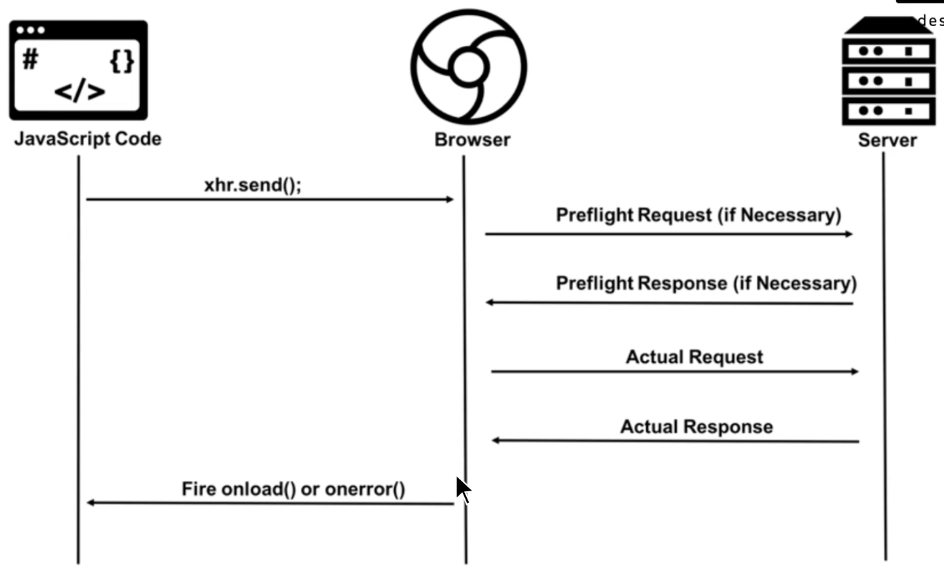 # {}
</>
des
JavaScript Code
Browser
Server
xhr.send();
Preflight Request (if Necessary)
Preflight Response (if Necessary)
Actual Request
Actual Response
Fire onload() or onerror()